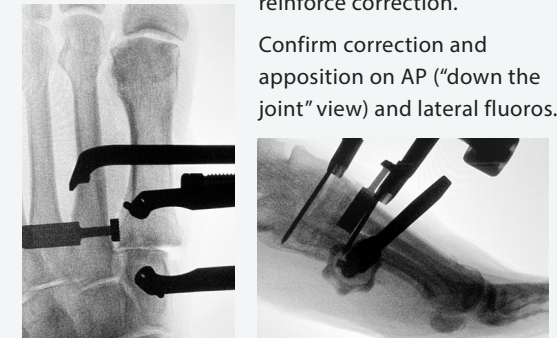 reinforce correction.
Confirm correction and
apposition on AP (“down the
joint” view) and lateral fluoros.